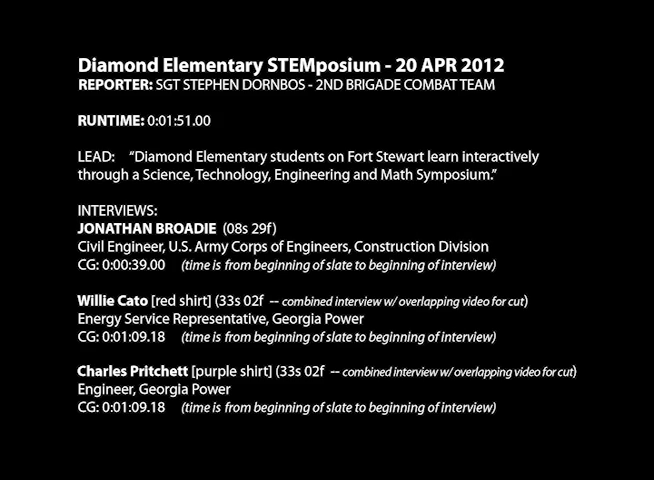 Diamond Elementary STEMposium - 20 APR 2012
REPORTER: SGT STEPHEN DORNBOS - 2ND BRIGADE COMBAT TEAM
RUNTIME: 0:01:51.00
LEAD: “Diamond Elementary students on Fort Stewart learn interactively
through a Science, Technology, Engineering and Math Symposium.”
INTERVIEWS:
JONATHAN BROADIE (08s 29f)
Civil Engineer, U.S. Army Corps of Engineers, Construction Division
CG: 0:00:39.00 (time is from beginning of slate to beginning of interview)
Willie Cato [red shirt] (33s 02f -- combined interview w/ overlapping video for cut)
Energy Service Representative, Georgia Power
CG: 0:01:09.18 (time is from beginning of slate to beginning of interview)
Charles Pritchett [purple shirt] (33s 02f -- combined interview w/ overlapping video for cut)
Engineer, Georgia Power
CG: 0:01:09.18 (time is from beginning of slate to beginning of interview)